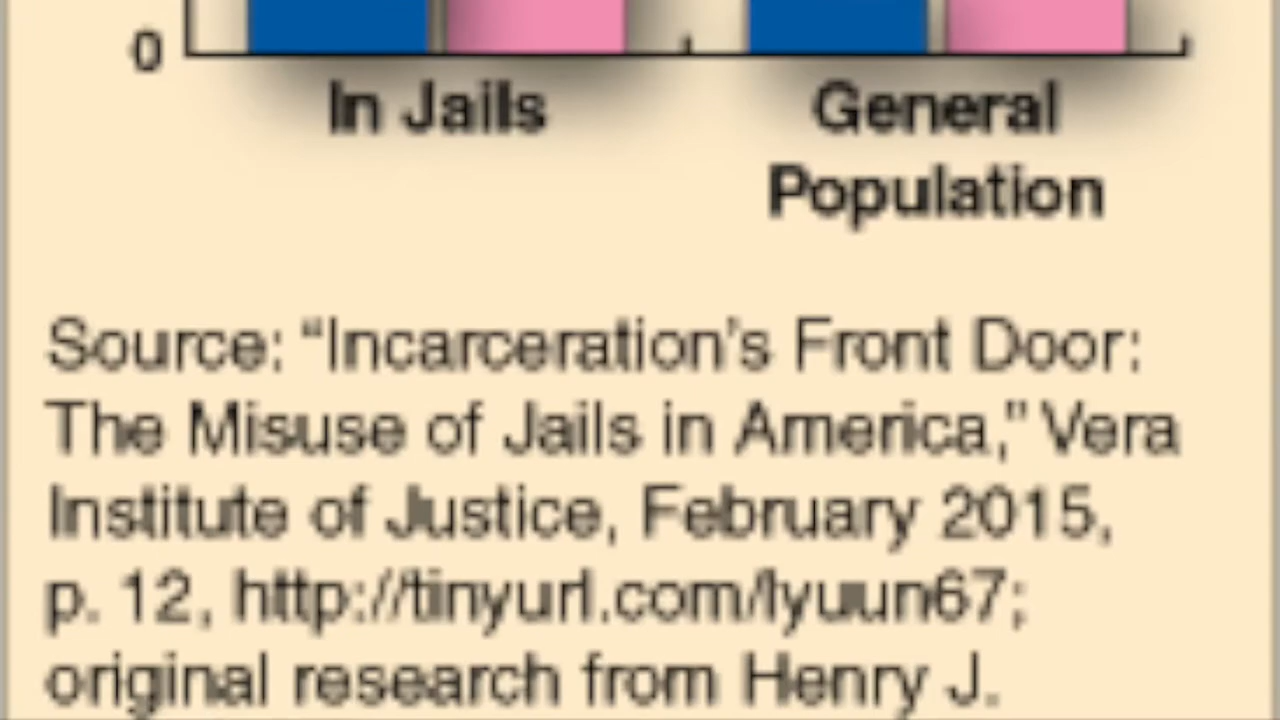 0
In Jails
General
Population
Source: “Incarceration’s Front Door:
The Misuse of Jails in America,” Vera
Institute of Justice, February 2015,
p. 12, http://tinyurl.com/lyuun67;
original research from Henry J.